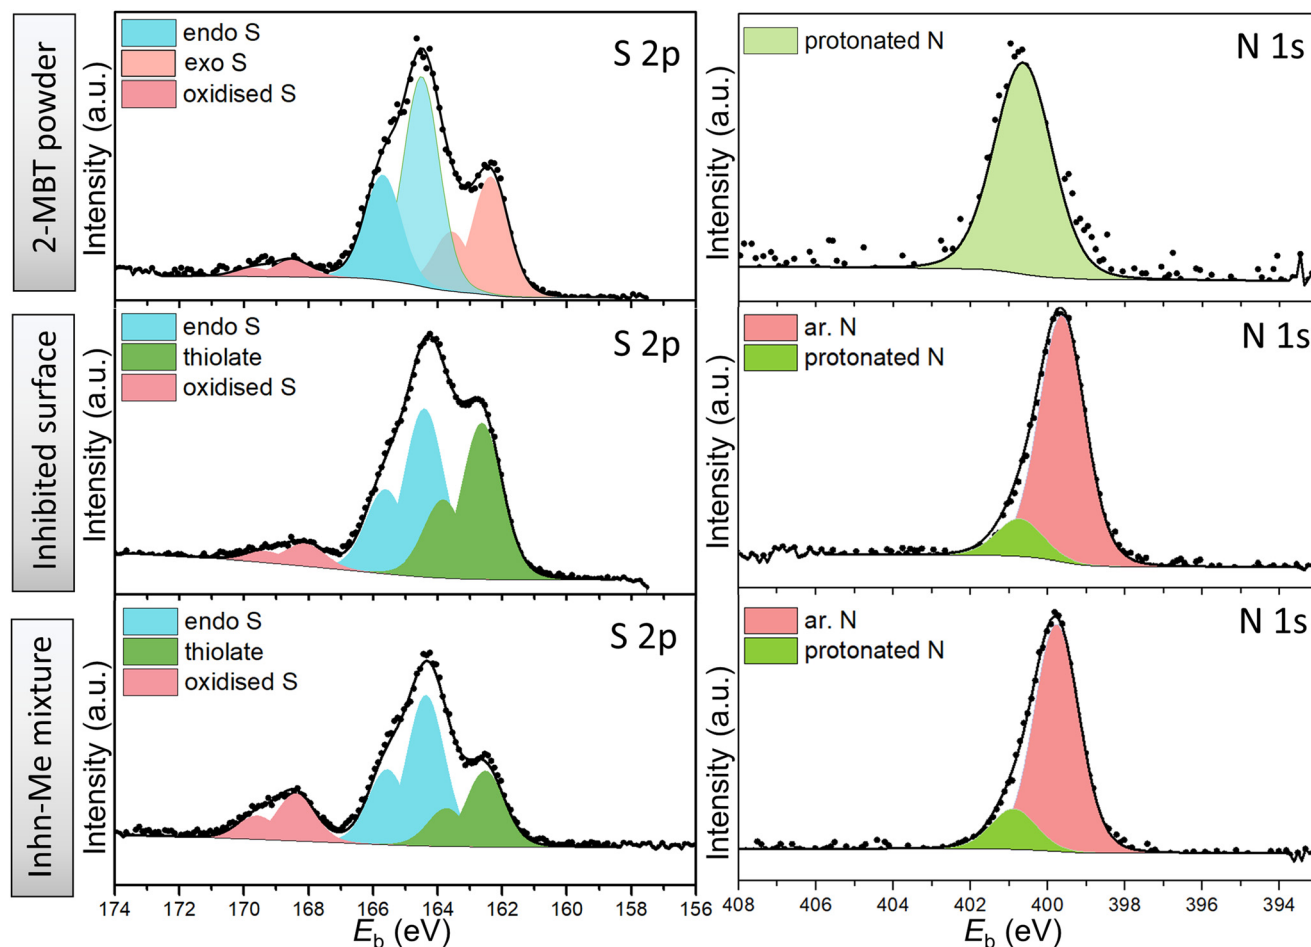 2-MBT powder
Intensity (a.u.)
endo S
exo S
oxidised S
S 2p
Intensity (a.u.)
protonated N
N 1s
Inhibited surface
Intensity (a.u.)
endo S
thiolate
oxidised S
S 2p
Intensity (a.u.)
ar. N
protonated N
N 1s
Inhn-Me mixture
Intensity (a.u.)
endo S
thiolate
oxidised S
S 2p
Intensity (a.u.)
ar. N
protonated N
N 1s
174 172 170 168 166 164 162 160 158 156
E_b (eV)
408 406 404 402 400 398 396 394
E_b (eV)